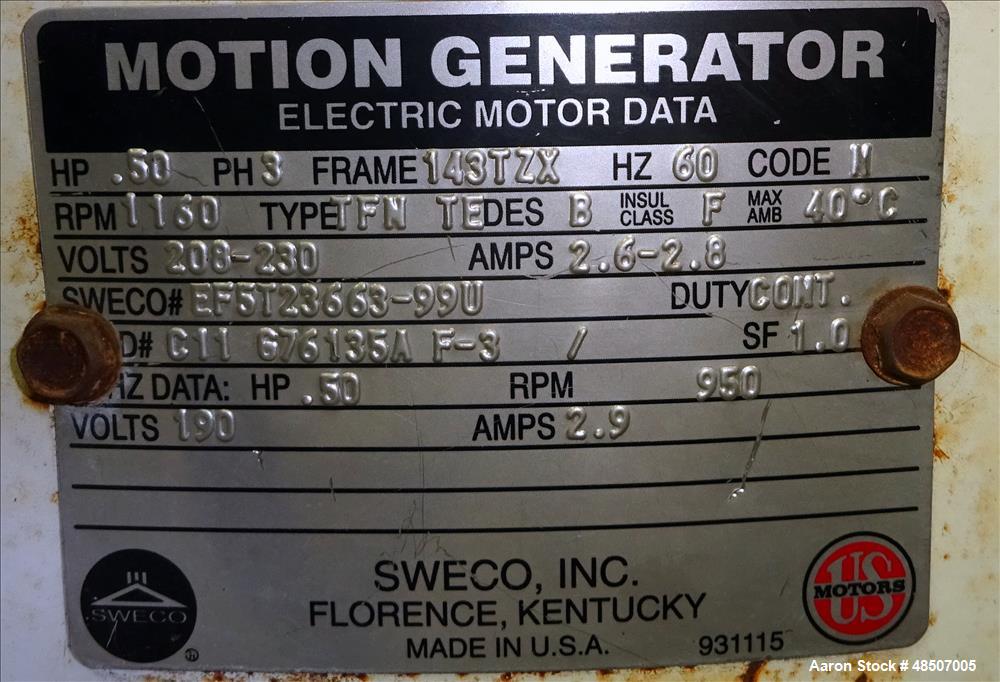 MOTION GENERATOR
ELECTRIC MOTOR DATA
HP .50 PH 3 FRAME 143TZX HZ 60 CODE N
RPM 1160 TYPE TFN TE DES B INSUL CLASS F MAX AMB 40°C
VOLTS 208-230 AMPS 2.6-2.8
SWECO# EF5T23663-99U DUTY CONT.
D# C11 G76135A F-3 / SF 1.0
HZ DATA: HP .50 RPM 950
VOLTS 190 AMPS 2.9
SWECO
SWECO, INC.
FLORENCE, KENTUCKY
MADE IN U.S.A. 931115
US MOTORS
Aaron Stock # 48507005